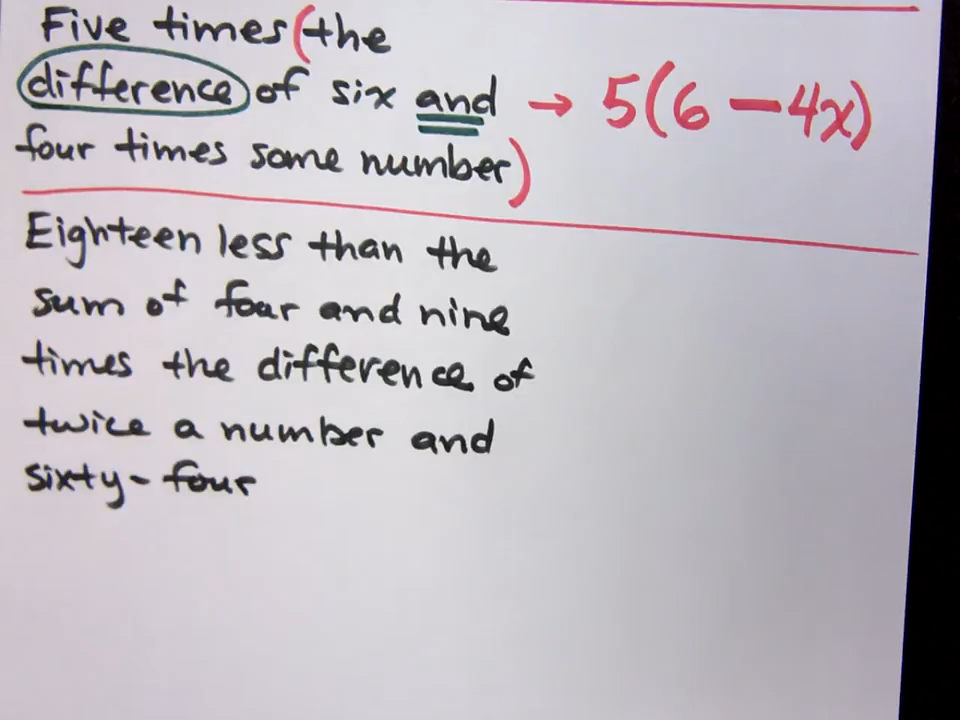 Five times (the
difference of six and → 5(6 - 4x)
four times some number)
Eighteen less than the
sum of four and nine
times the difference of
twice a number and
sixty-four